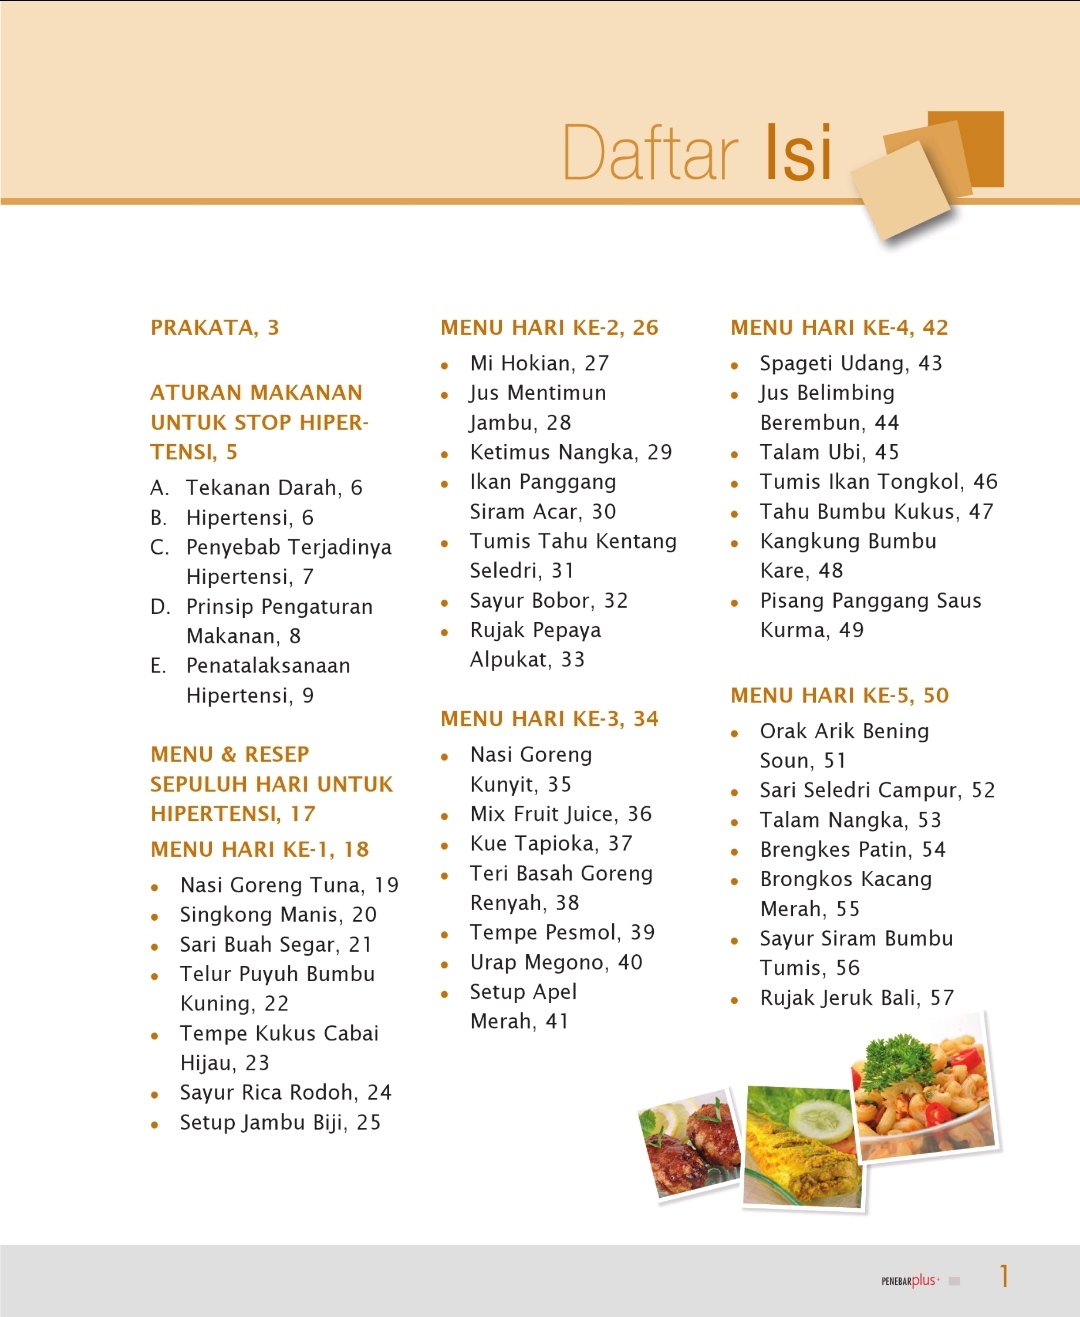 Daftar Isi
PRAKATA, 3
ATURAN MAKANAN
UNTUK STOP HIPER-
TENSI, 5
A. Tekanan Darah, 6
B. Hipertensi, 6
C. Penyebab Terjadinya
Hipertensi, 7
D. Prinsip Pengaturan
Makanan, 8
E. Penatalaksanaan
Hipertensi, 9
MENU & RESEP
SEPULUH HARI UNTUK
HIPERTENSI, 17
MENU HARI KE-1, 18
• Nasi Goreng Tuna, 19
• Singkong Manis, 20
• Sari Buah Segar, 21
• Telur Puyuh Bumbu
Kuning, 22
• Tempe Kukus Cabai
Hijau, 23
• Sayur Rica Rodoh, 24
• Setup Jambu Biji, 25
MENU HARI KE-2, 26
• Mi Hokian, 27
• Jus Mentimun
Jambu, 28
• Ketimus Nangka, 29
• Ikan Panggang
Siram Acar, 30
• Tumis Tahu Kentang
Seledri, 31
• Sayur Bobor, 32
• Rujak Pepaya
Alpukat, 33
MENU HARI KE-3, 34
• Nasi Goreng
Kunyit, 35
• Mix Fruit Juice, 36
• Kue Tapioka, 37
• Teri Basah Goreng
Renyah, 38
• Tempe Pesmol, 39
• Urap Megono, 40
• Setup Apel
Merah, 41
MENU HARI KE-4, 42
• Spageti Udang, 43
• Jus Belimbing
Berembun, 44
• Talam Ubi, 45
• Tumis Ikan Tongkol, 46
• Tahu Bumbu Kukus, 47
• Kangkung Bumbu
Kare, 48
• Pisang Panggang Saus
Kurma, 49
MENU HARI KE-5, 50
• Orak Arik Bening
Soun, 51
• Sari Seledri Campur, 52
• Talam Nangka, 53
• Brengkes Patin, 54
• Brongkos Kacang
Merah, 55
• Sayur Siram Bumbu
Tumis, 56
• Rujak Jeruk Bali, 57
PENEBAR plus+
1